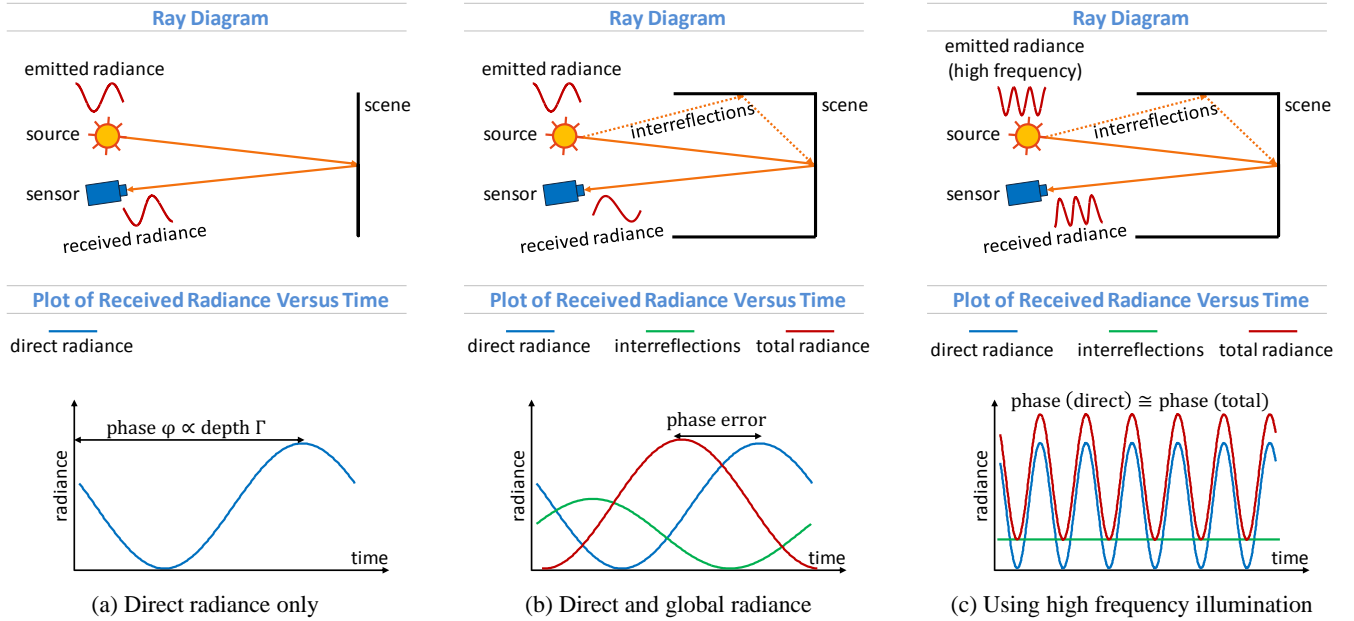 Ray Diagram
emitted radiance
scene
source
sensor
received radiance
Plot of Received Radiance Versus Time
direct radiance
phase φ ∝ depth Γ
radiance
time
(a) Direct radiance only
Ray Diagram
emitted radiance
scene
interreflections
source
sensor
received radiance
Plot of Received Radiance Versus Time
direct radiance
interreflections
total radiance
phase error
radiance
time
(b) Direct and global radiance
Ray Diagram
emitted radiance
(high frequency)
scene
interreflections
source
sensor
received radiance
Plot of Received Radiance Versus Time
direct radiance
interreflections
total radiance
phase (direct) ≅ phase (total)
radiance
time
(c) Using high frequency illumination